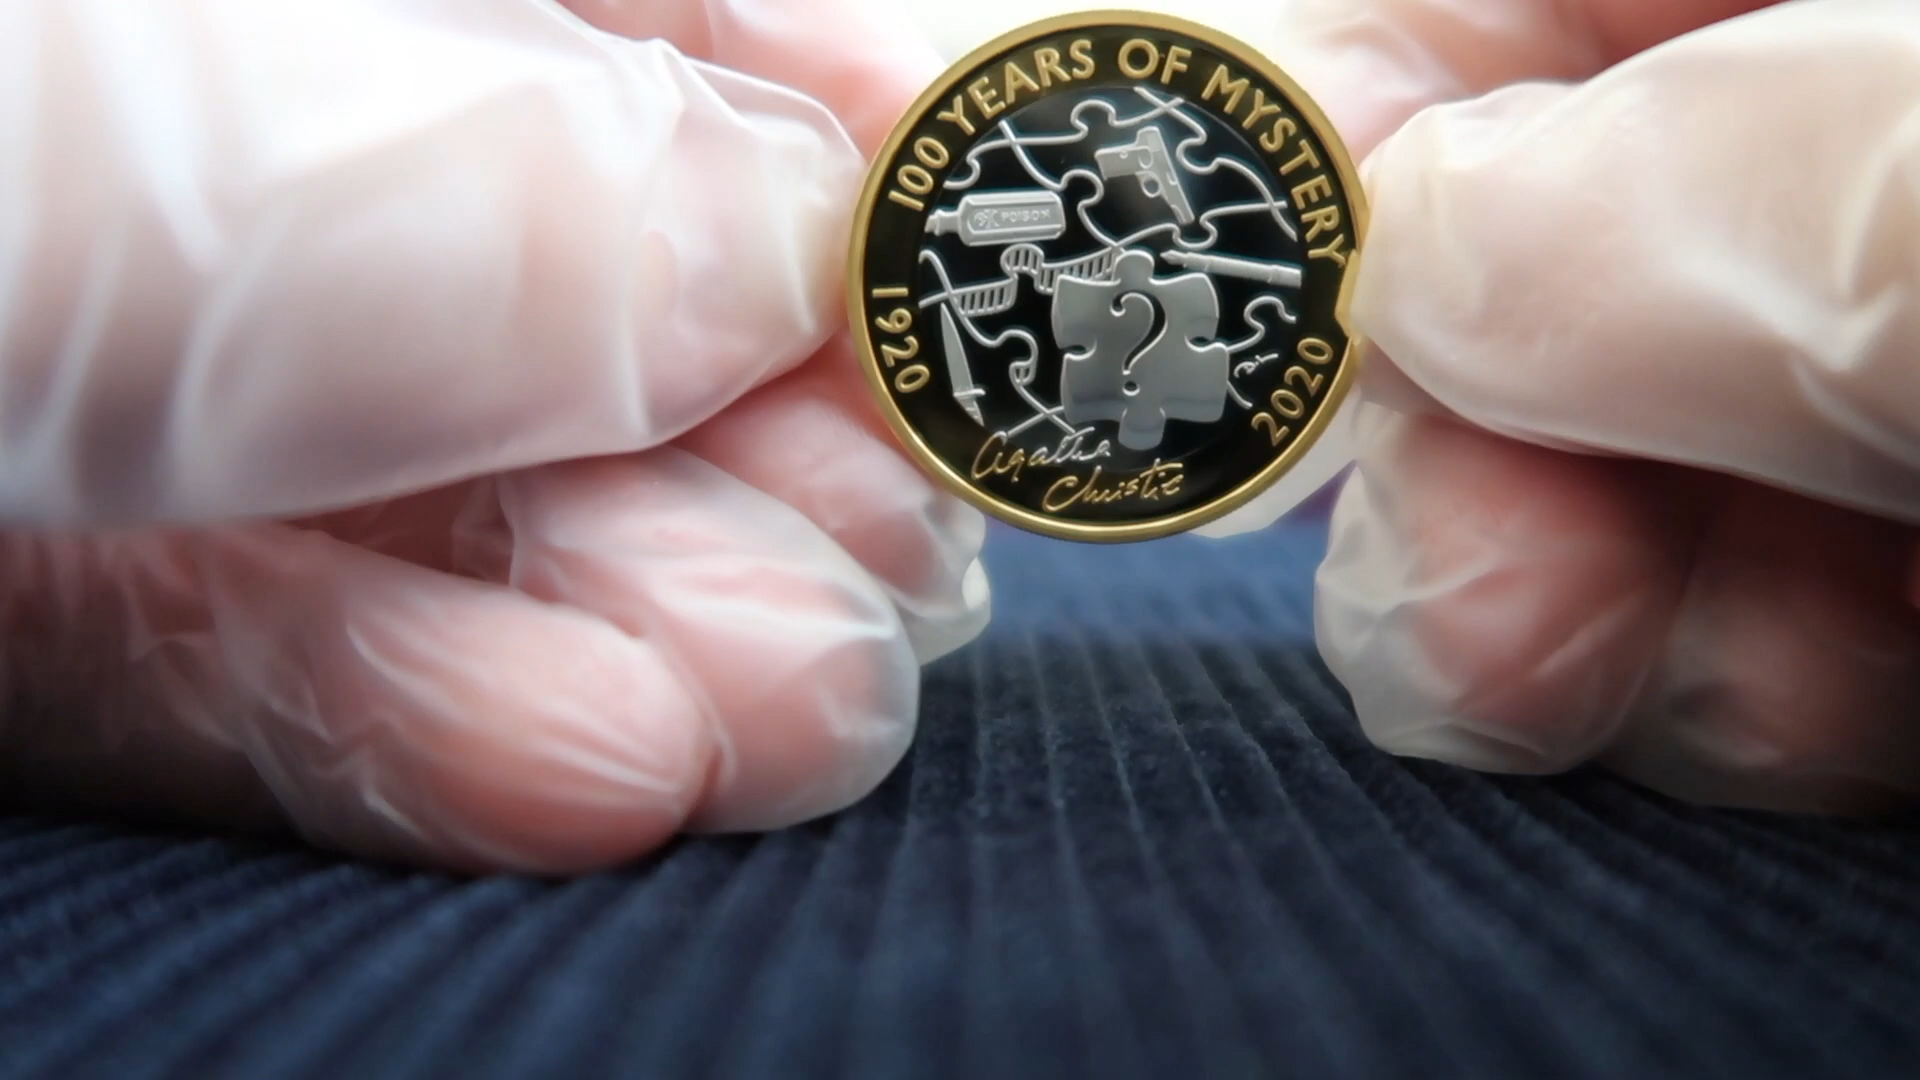 100 YEARS OF MYSTERY
POISON
?
1920
2020
Agatha
Christie